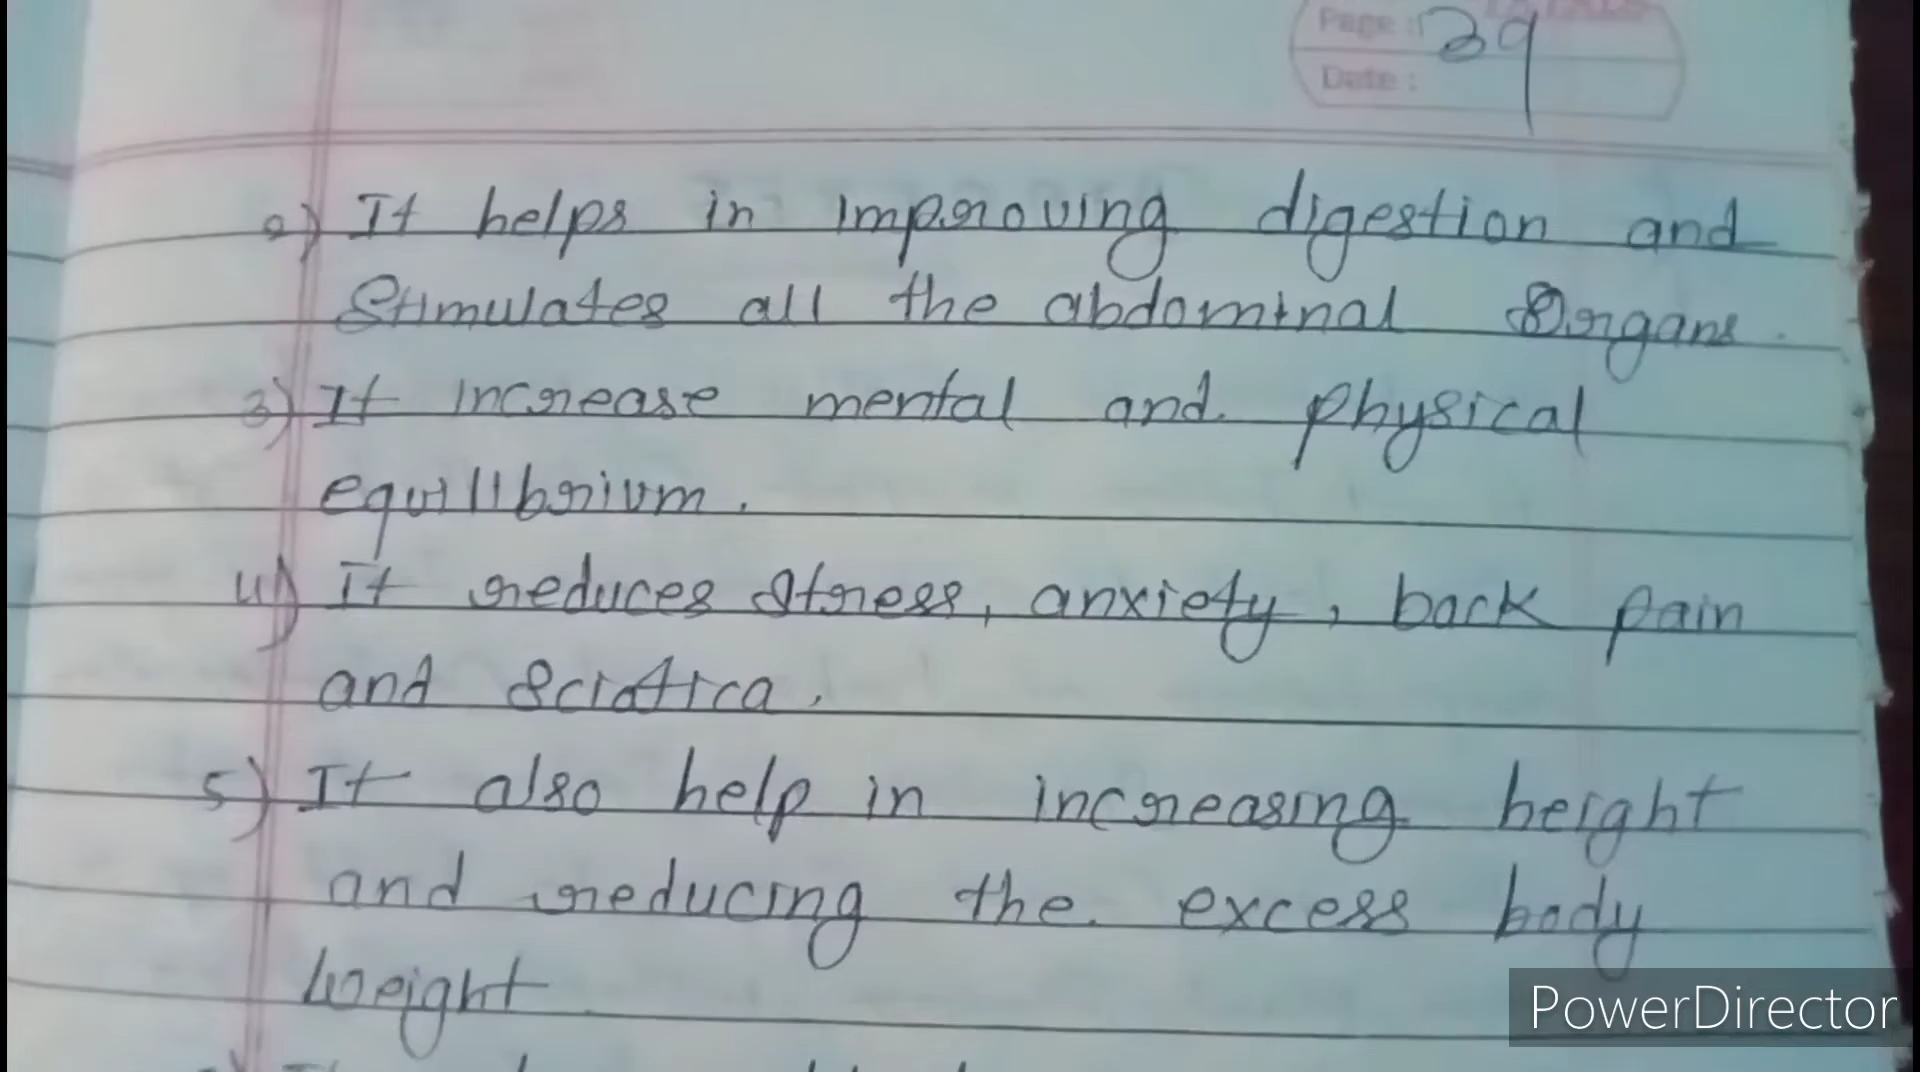 Page : 39
Date :
2) It helps in improving digestion and
Stimulates all the abdominal Organs.
3) It increase mental and physical
equilibrium.
4) It reduces stress, anxiety, back pain
and sciatica.
5) It also help in increasing height
and reducing the excess body
weight
PowerDirector